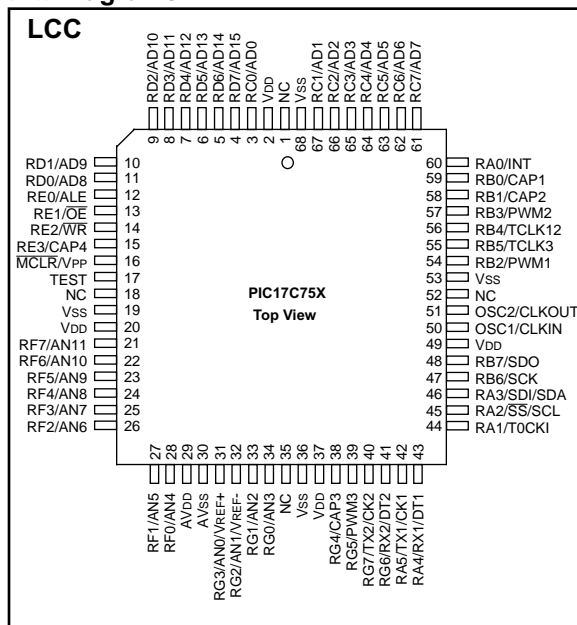 LCC
RD2/AD10
RD3/AD11
RD4/AD12
RD5/AD13
RD6/AD14
RD7/AD15
RC0/AD0
VDD
NC
VSS
RC1/AD1
RC2/AD2
RC3/AD3
RC4/AD4
RC5/AD5
RC6/AD6
RC7/AD7
9 8 7 6 5 4 3 2 1 68 67 66 65 64 63 62 61
RD1/AD9 10
RD0/AD8 11
RE0/ALE 12
RE1/OE 13
RE2/WR 14
RE3/CAP4 15
MCLR/VPP 16
TEST 17
NC 18
VSS 19
VDD 20
RF7/AN11 21
RF6/AN10 22
RF5/AN9 23
RF4/AN8 24
RF3/AN7 25
RF2/AN6 26
PIC17C75X
Top View
60 RA0/INT
59 RB0/CAP1
58 RB1/CAP2
57 RB3/PWM2
56 RB4/TCLK12
55 RB5/TCLK3
54 RB2/PWM1
53 VSS
52 NC
51 OSC2/CLKOUT
50 OSC1/CLKIN
49 VDD
48 RB7/SDO
47 RB6/SCK
46 RA3/SDI/SDA
45 RA2/SS/SCL
44 RA1/T0CKI
27 28 29 30 31 32 33 34 35 36 37 38 39 40 41 42 43
RF1/AN5
RF0/AN4
AVDD
AVSS
RG3/AN0/VREF+
RG2/AN1/VREF-
RG1/AN2
RG0/AN3
NC
VSS
VDD
RG4/CAP3
RG5/PWM3
RG7/TX2/CK2
RG6/RX2/DT2
RA5/TX1/CK1
RA4/RX1/DT1